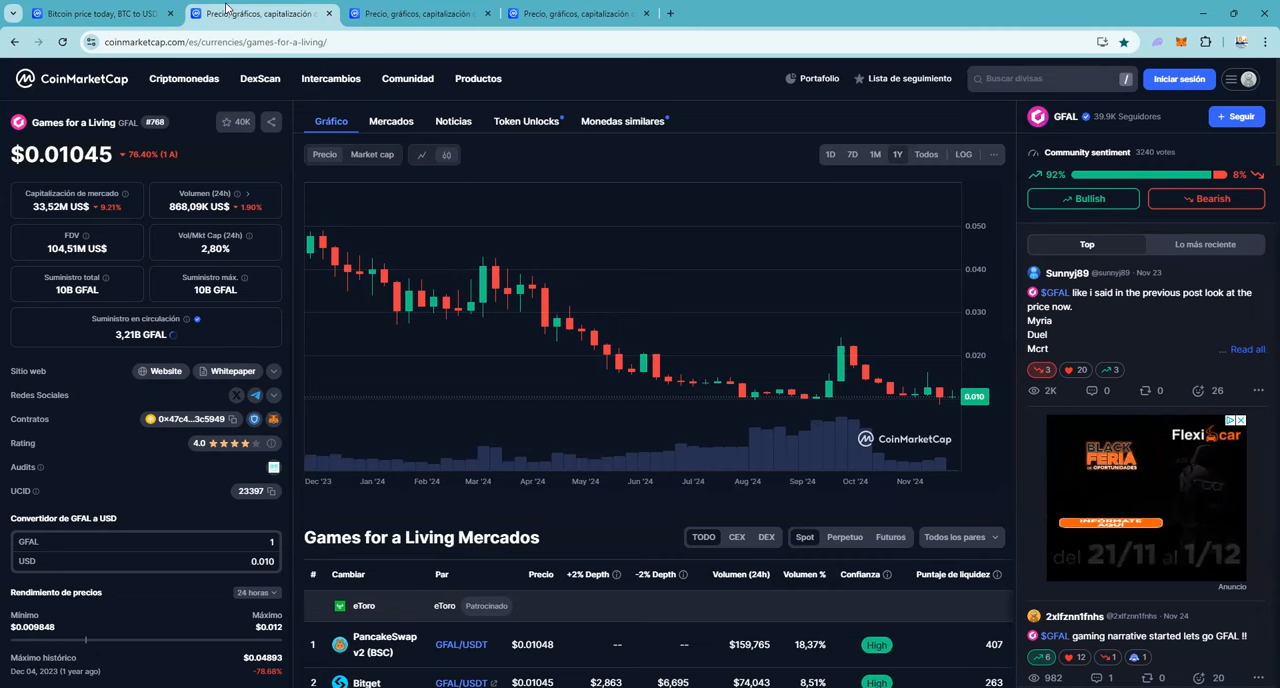 Bitcoin price today, BTC to USD
Precio, gráficos, capitalización
Precio, gráficos, capitalización
Precio, gráficos, capitalización
coinmarketcap.com/es/currencies/games-for-a-living/
CoinMarketCap
Criptomonedas
DexScan
Intercambios
Comunidad
Productos
Portafolio
Lista de seguimiento
Buscar divisas
/
Iniciar sesión
Games for a Living GFAL #768
40K
$0.01045 76.40% (1 A)
Capitalización de mercado
33,52M US$ 9.21%
Volumen (24h)
868,09K US$ 1.90%
FDV
104,51M US$
Vol/Mkt Cap (24h)
2,80%
Suministro total
10B GFAL
Suministro máx.
10B GFAL
Suministro en circulación
3,21B GFAL
Sitio web
Website
Whitepaper
Redes Sociales
Contratos
0x47c4...3c5949
Rating
4.0
Audits
UCID
23397
Convertidor de GFAL a USD
GFAL 1
USD 0.010
Rendimiento de precios
24 horas
Mínimo
$0.009848
Máximo
$0.012
Máximo histórico
Dec 04, 2023 (1 year ago)
$0.04893
-78.68%
Gráfico
Mercados
Noticias
Token Unlocks
Monedas similares
Precio
Market cap
1D 7D 1M 1Y Todos LOG ...
0.050
0.040
0.030
0.020
0.010
CoinMarketCap
Dec '23 Jan '24 Feb '24 Mar '24 Apr '24 May '24 Jun '24 Jul '24 Aug '24 Sep '24 Oct '24 Nov '24
Games for a Living Mercados
TODO CEX DEX
Spot Perpetuo Futuros
Todos los pares
# Cambiar Par Precio +2% Depth -2% Depth Volumen (24h) Volumen % Confianza Puntaje de liquidez
eToro eToro Patrocinado
1 PancakeSwap v2 (BSC) GFAL/USDT $0.01048 -- -- $159,765 18,37% High 407
2 Bitget GFAL/USDT $0.01045 $2,863 $6,695 $74,043 8,51% High 263
GFAL 39.9K Seguidores
+ Seguir
Community sentiment 3240 votes
92%
8%
Bullish
Bearish
Top
Lo más reciente
Sunnyj89 @sunnyj89 · Nov 23
$GFAL like i said in the previous post look at the
price now.
Myria
Duel
Mcrt
... Read all
3 20 3
2K 0 0 26
BLACK
FERIA
DE OPORTUNIDADES
Flexicar
INFÓRMATE
AQUÍ
del 21/11 al 1/12
Anuncio
2xlfznn1fnhs @2xlfznn1fnhs · Nov 24
$GFAL gaming narrative started lets go GFAL !!
6 12 1 1
982 1 0 20